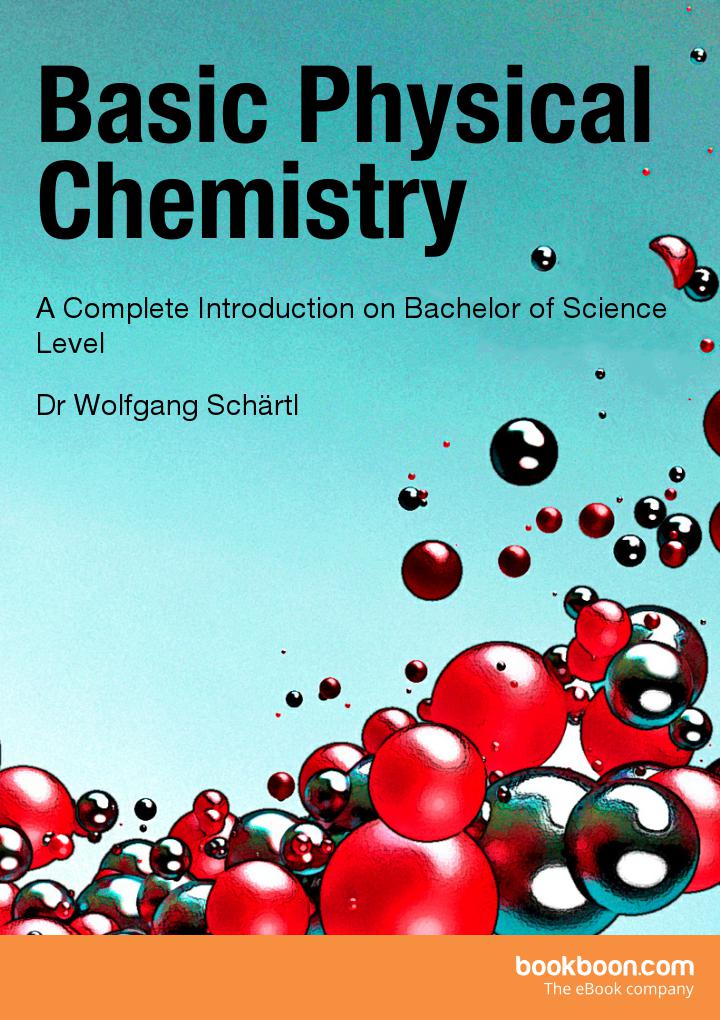 Basic Physical
Chemistry
A Complete Introduction on Bachelor of Science
Level
Dr Wolfgang Schärtl
bookboon.com
The eBook company